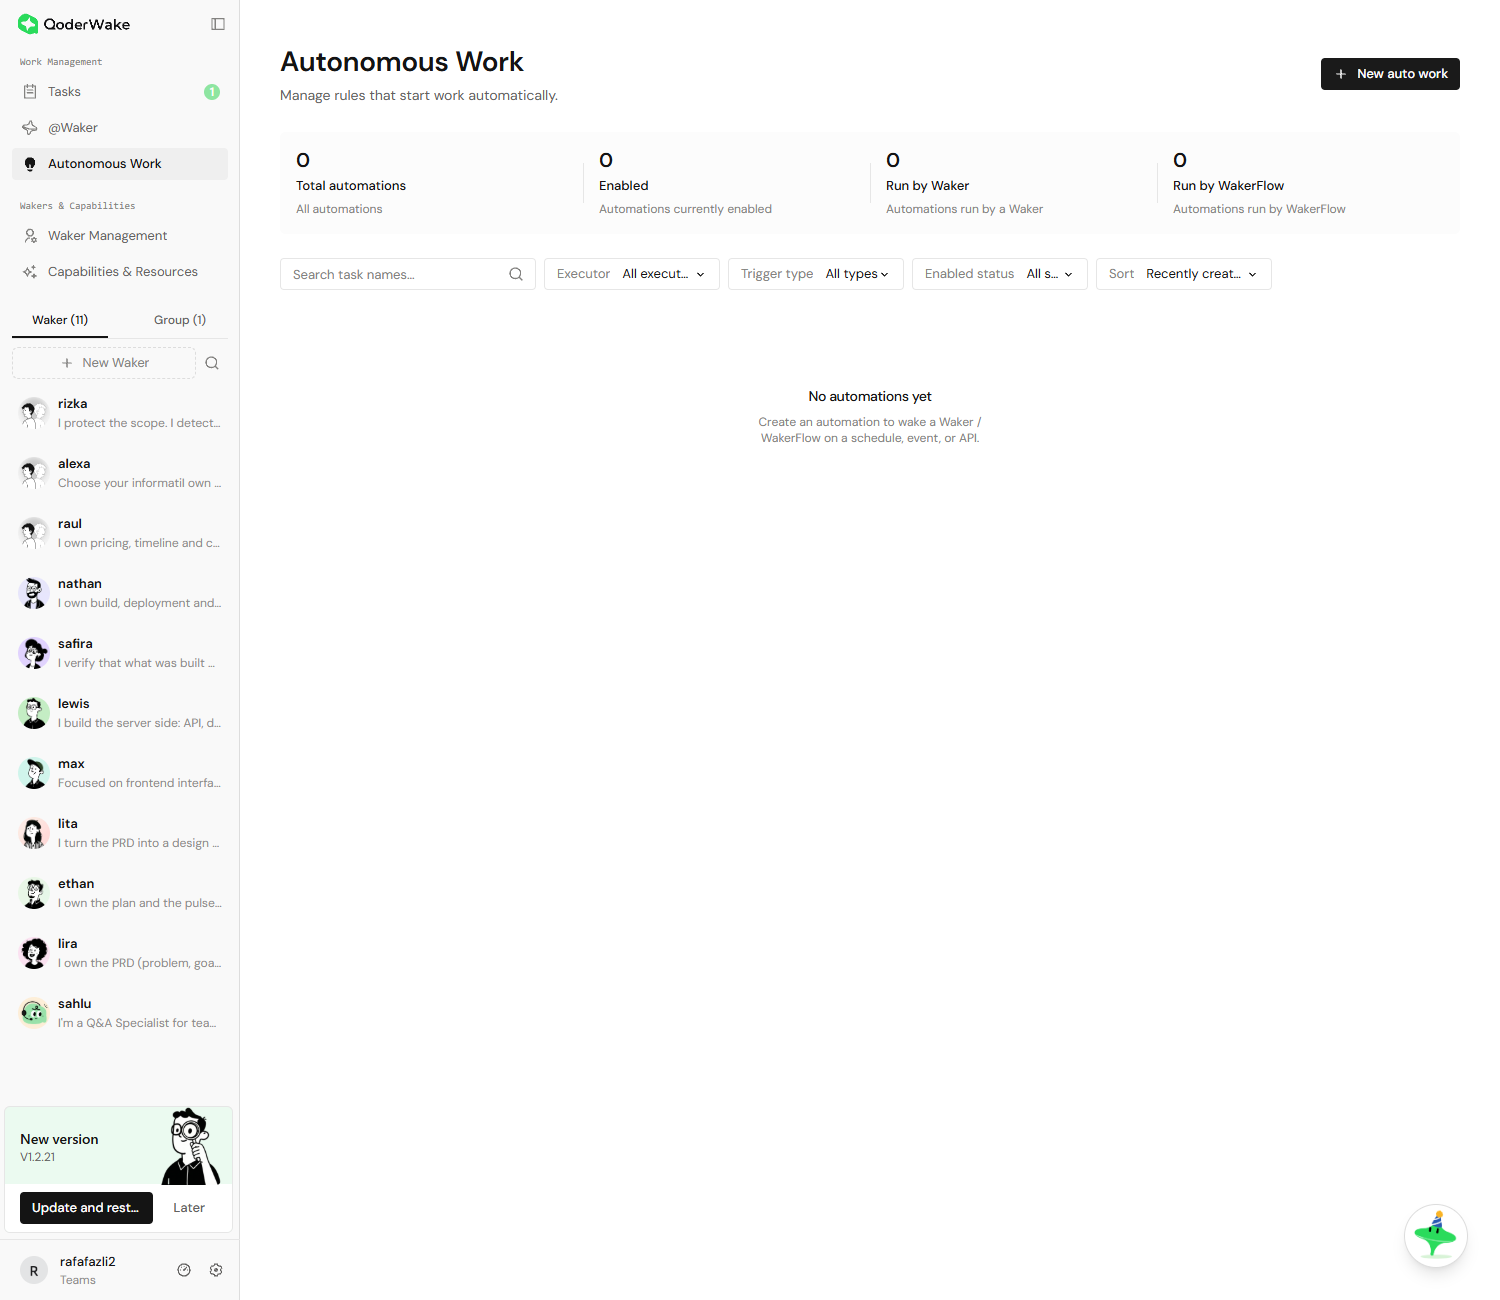 QoderWake
Work Management
Tasks
1
@Waker
Autonomous Work
Wakers & Capabilities
Waker Management
Capabilities & Resources
Waker (11)
Group (1)
New Waker
rizka
I protect the scope. I detect...
alexa
Choose your informatil own ...
raul
I own pricing, timeline and c...
nathan
I own build, deployment and...
safira
I verify that what was built ...
lewis
I build the server side: API, d...
max
Focused on frontend interfa...
lita
I turn the PRD into a design ...
ethan
I own the plan and the pulse...
lira
I own the PRD (problem, goa...
sahlu
I'm a Q&A Specialist for tea...
New version
V1.2.21
Update and rest...
Later
R
rafafazli2
Teams
Autonomous Work
Manage rules that start work automatically.
New auto work
0
Total automations
All automations
0
Enabled
Automations currently enabled
0
Run by Waker
Automations run by a Waker
0
Run by WakerFlow
Automations run by WakerFlow
Search task names...
Executor All execut...
Trigger type All types
Enabled status All s...
Sort Recently creat...
No automations yet
Create an automation to wake a Waker /
WakerFlow on a schedule, event, or API.